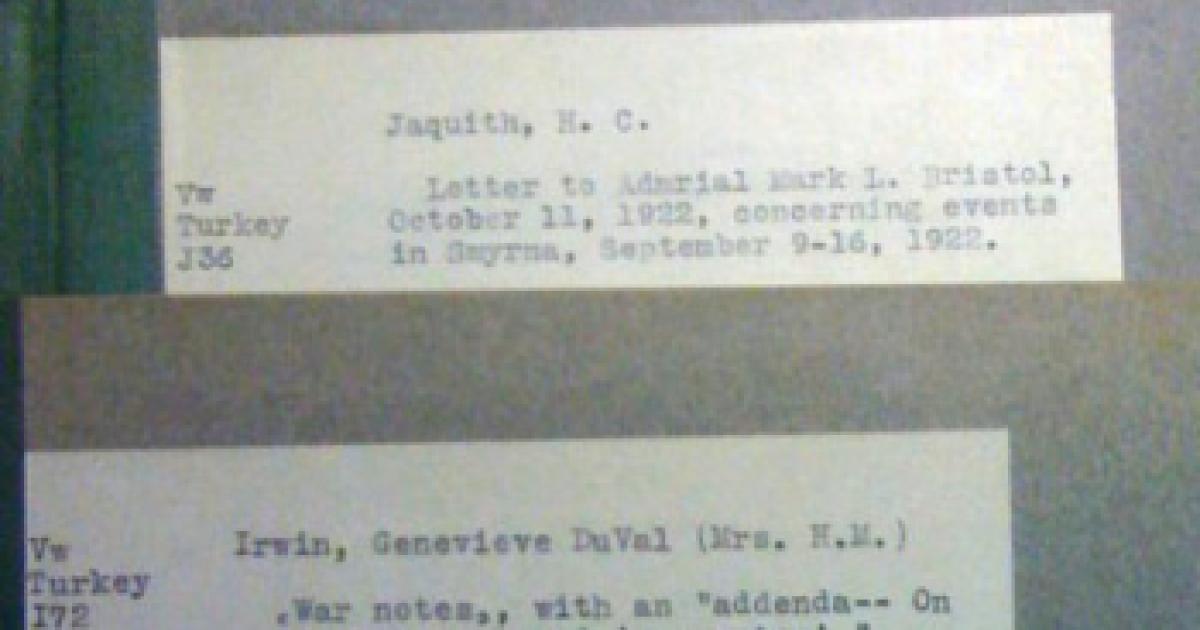 Jaquith, H. C.
Vw
Turkey
J36
Letter to Admrial Mark L. Bristol,
October 11, 1922, concerning events
in Smyrna, September 9-16, 1922.
Vw
Turkey
I72
Irwin, Genevieve DuVal (Mrs. H.M.)
War notes,, with an "addenda-- On